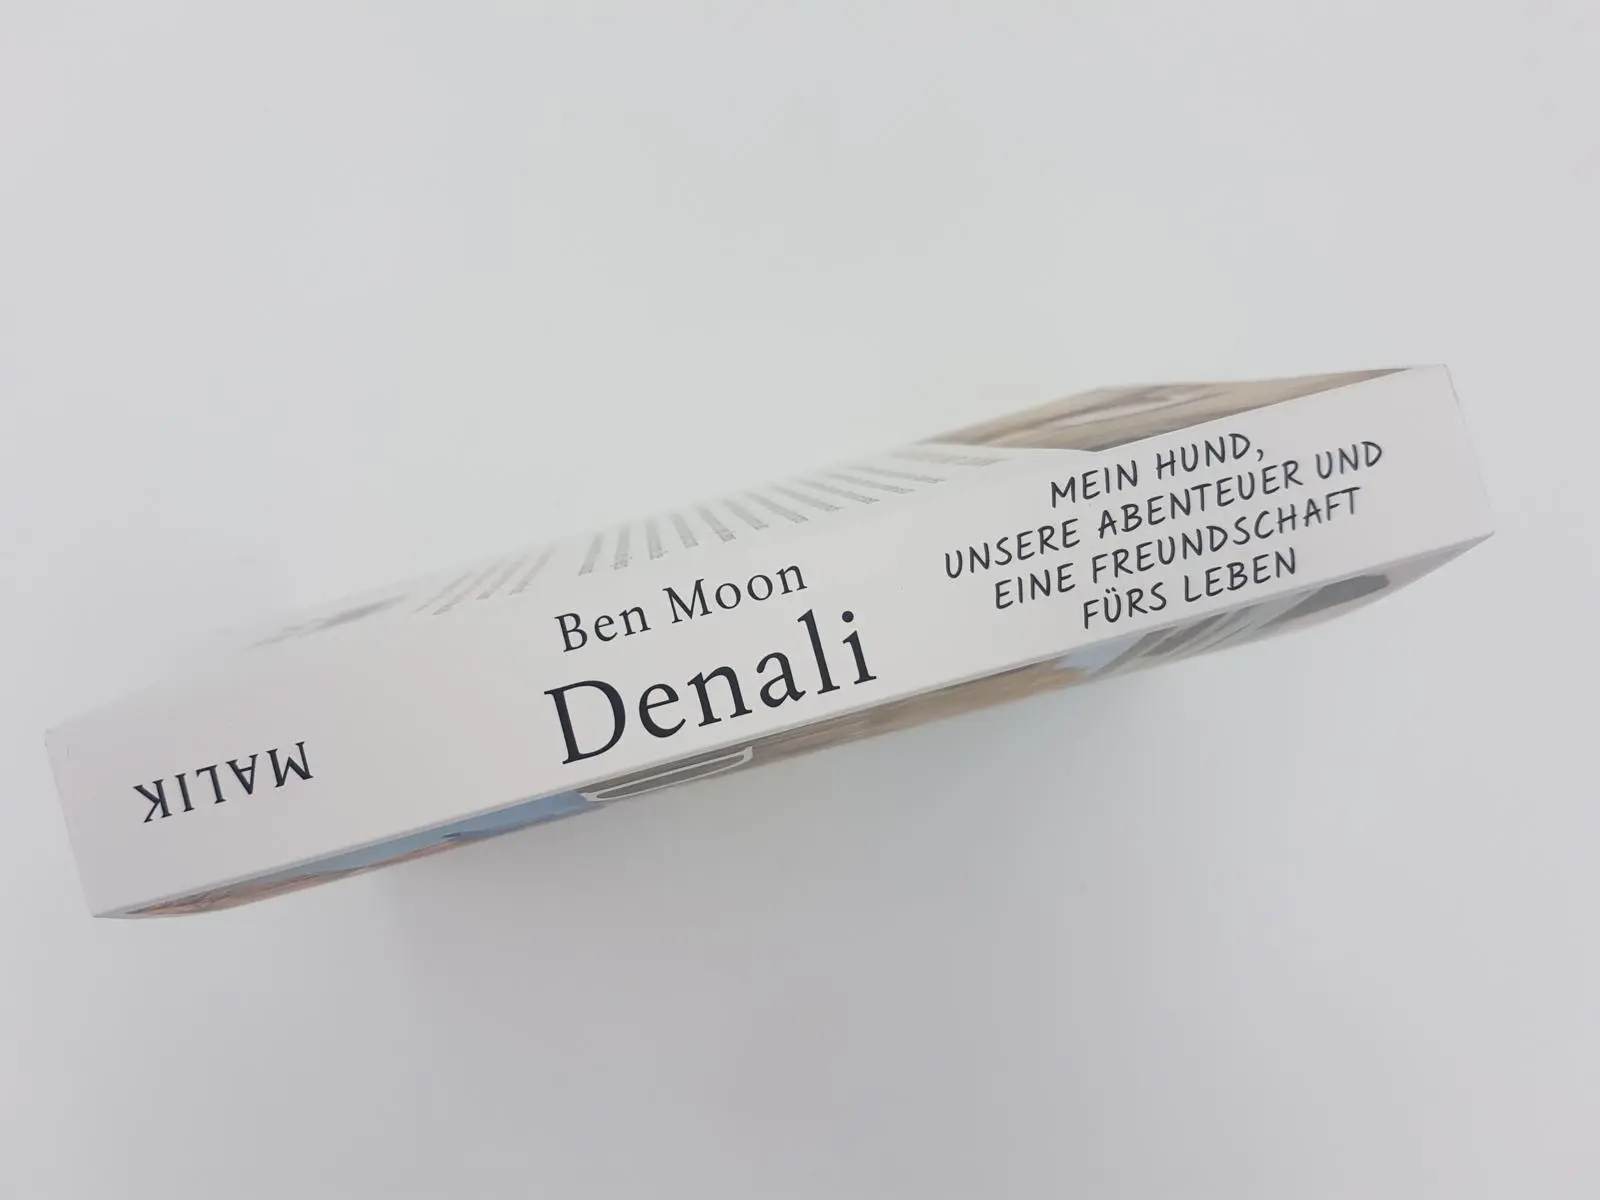 Ben Moon
Denali
MEIN HUND,
UNSERE ABENTEUER UND
EINE FREUNDSCHAFT
FÜRS LEBEN
MALIK